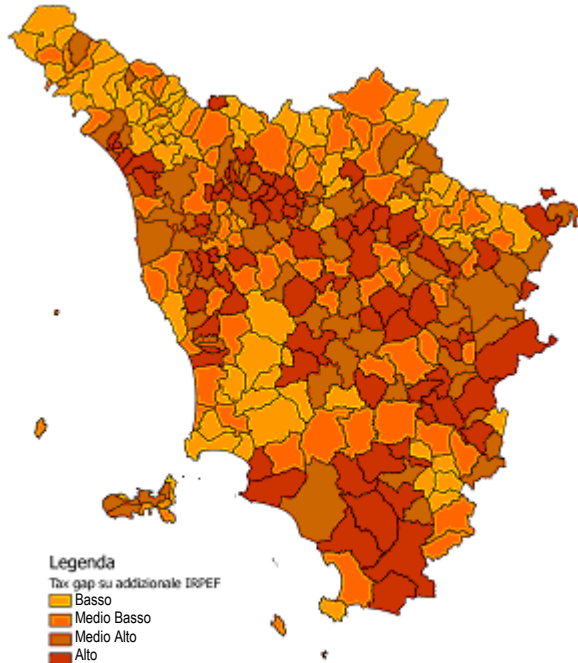 Legenda
Tax gap su addizionale IRPEF
Basso
Medio Basso
Medio Alto
Alto